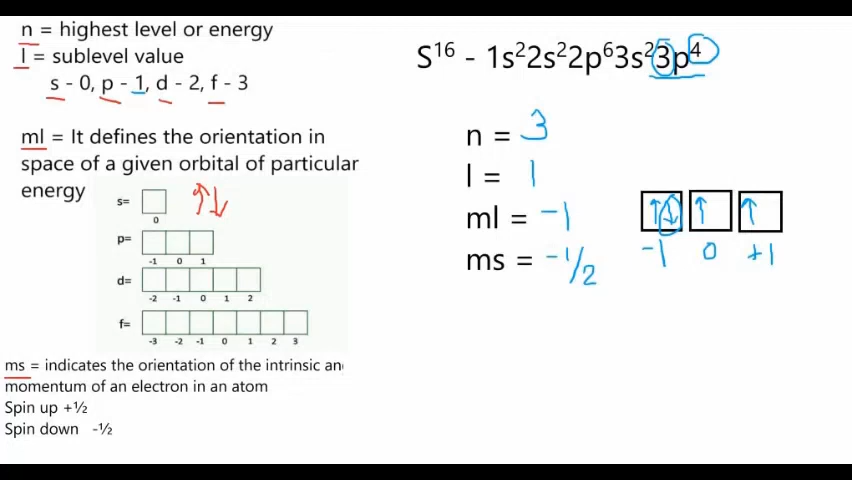 n = highest level or energy
l = sublevel value
s - 0, p - 1, d - 2, f - 3
ml = It defines the orientation in
space of a given orbital of particular
energy
s=
0
p=
-1 0 1
d=
-2 -1 0 1 2
f=
-3 -2 -1 0 1 2 3
ms = indicates the orientation of the intrinsic an
momentum of an electron in an atom
Spin up +½
Spin down -½
S¹⁶ - 1s²2s²2p⁶3s²3p⁴
n = 3
l = 1
ml = -1
ms = -1/2
-1 0 +1